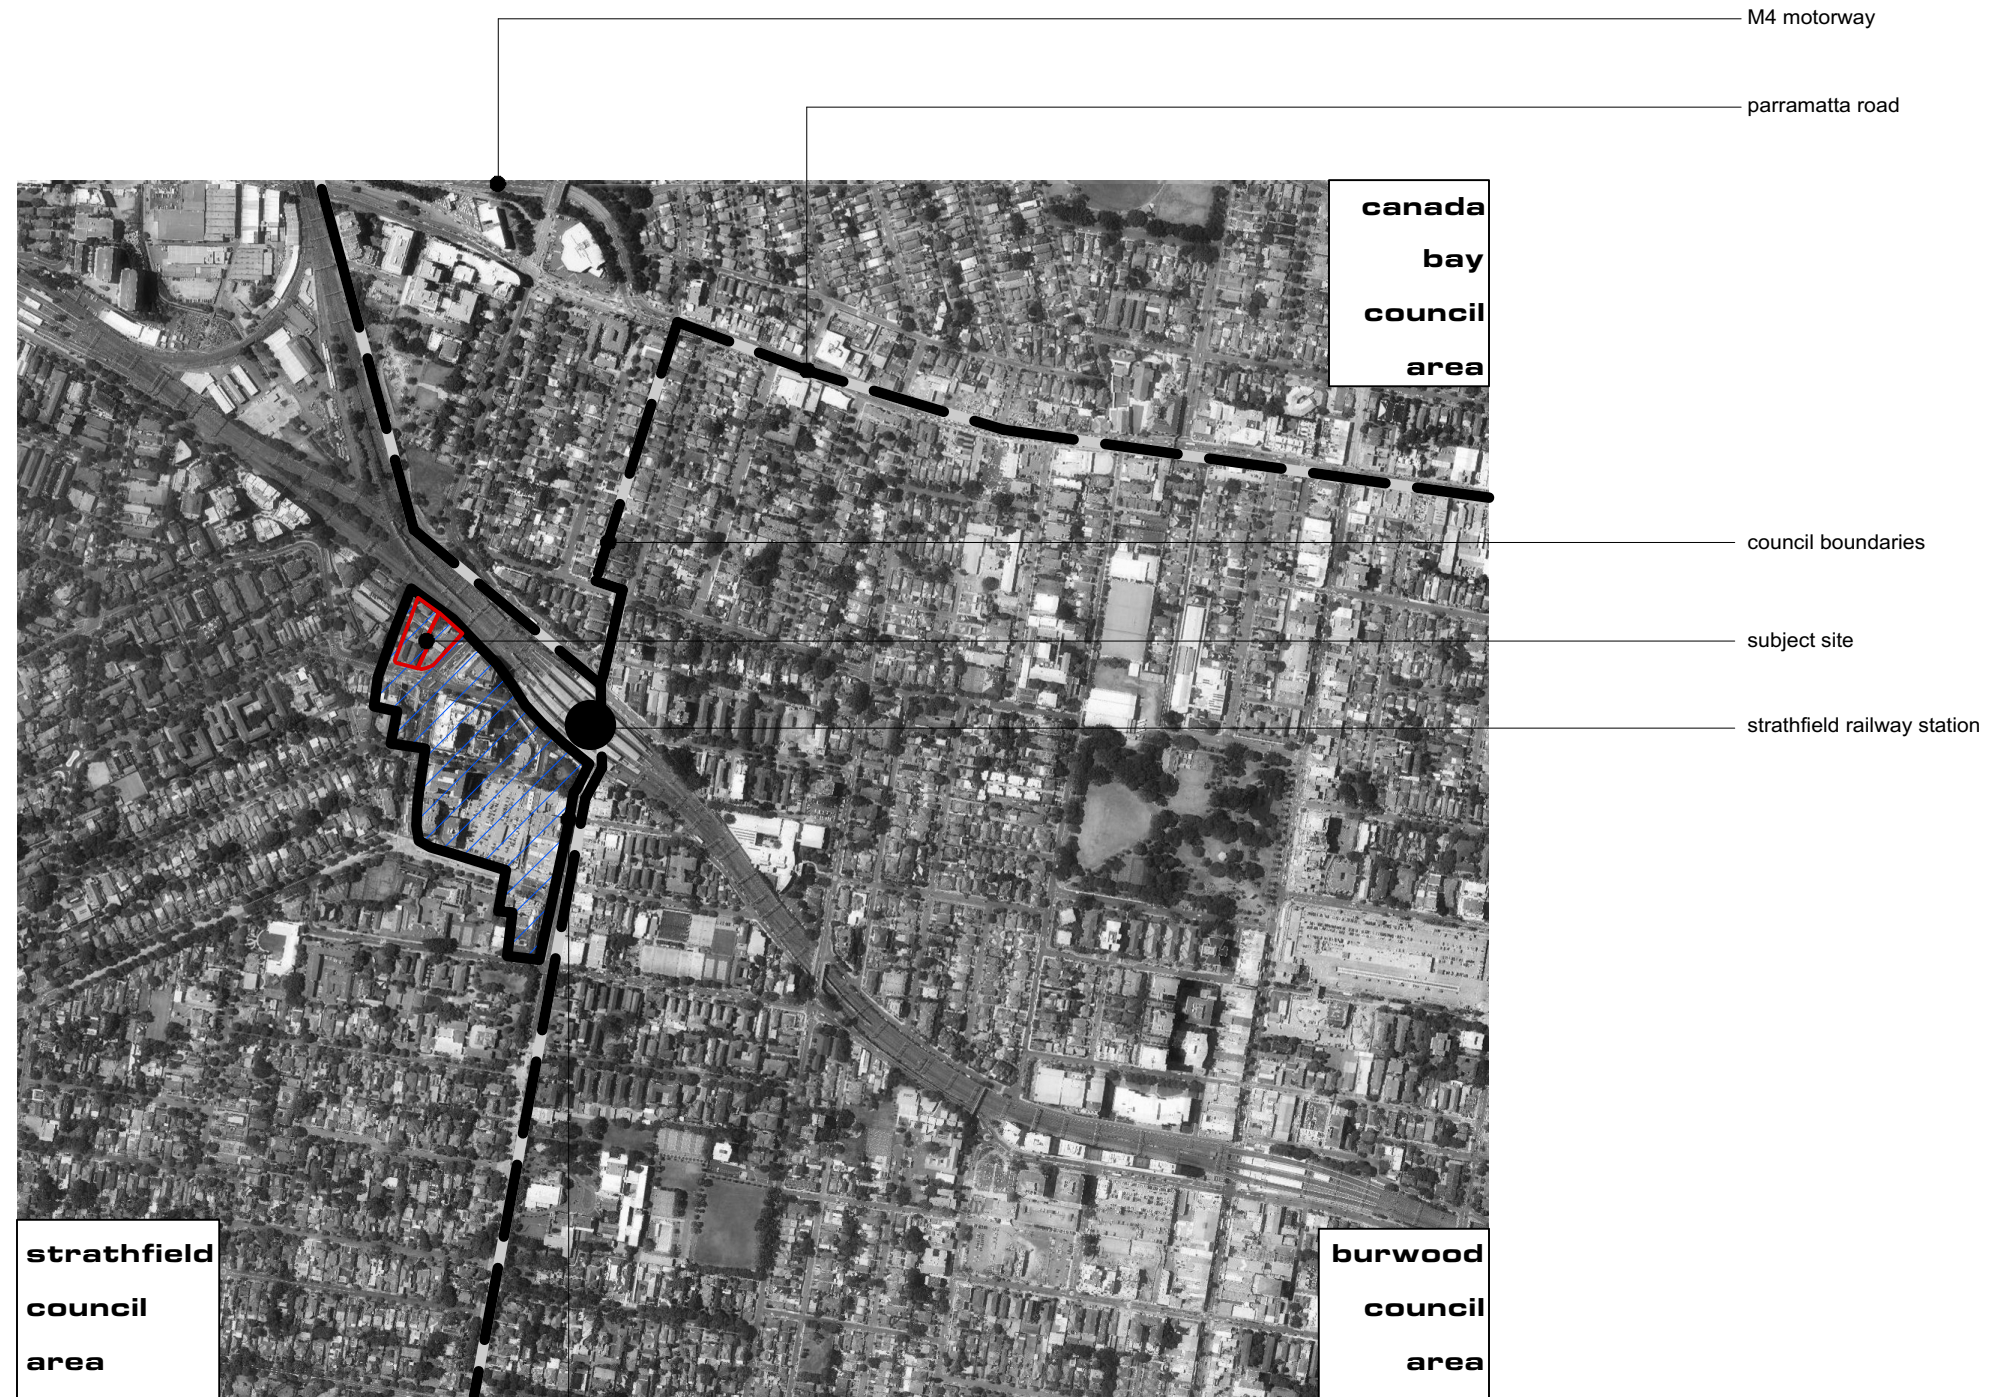 M4 motorway
parramatta road
canada
bay
council
area
council boundaries
subject site
strathfield railway station
strathfield
council
area
burwood
council
area